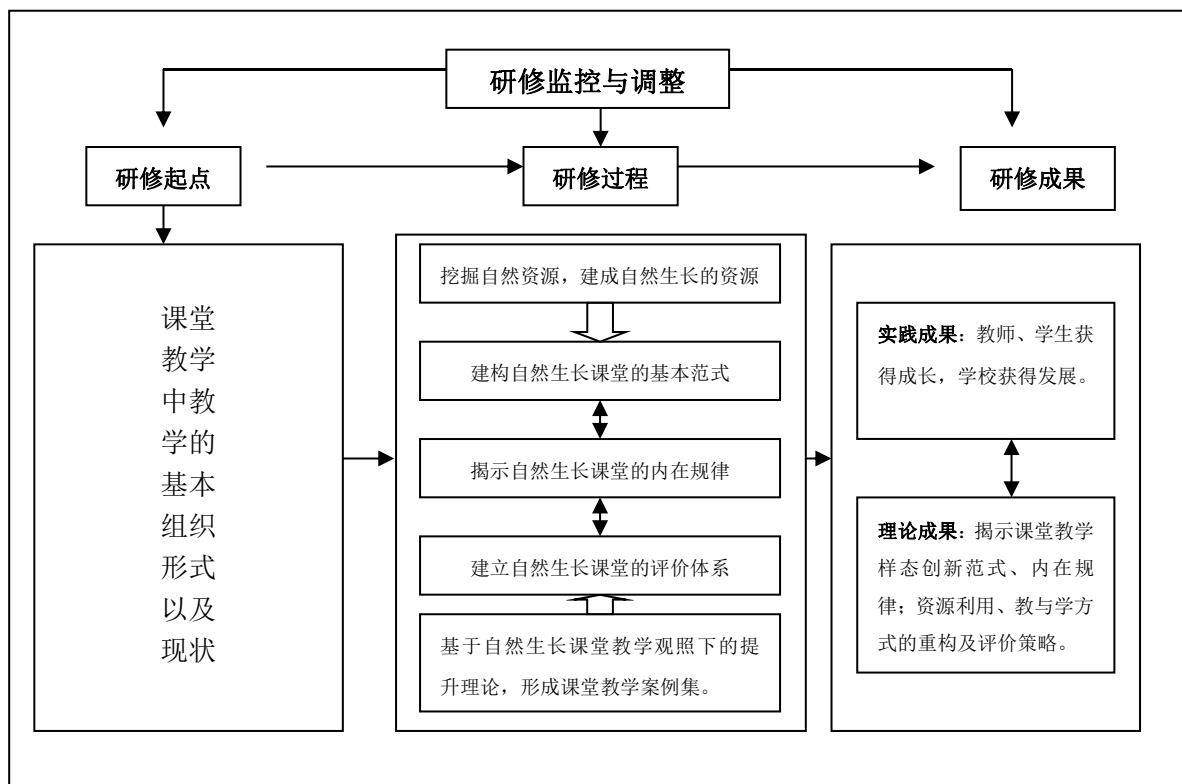 研修监控与调整
研修起点
研修过程
研修成果
课堂
教学
中教
学的
基本
组织
形式
以及
现状
挖掘自然资源，建成自然生长的资源
建构自然生长课堂的基本范式
揭示自然生长课堂的内在规律
建立自然生长课堂的评价体系
基于自然生长课堂教学观照下的提
升理论，形成课堂教学案例集。
实践成果：教师、学生获
得成长，学校获得发展。
理论成果：揭示课堂教学
样态创新范式、内在规
律；资源利用、教与学方
式的重构及评价策略。